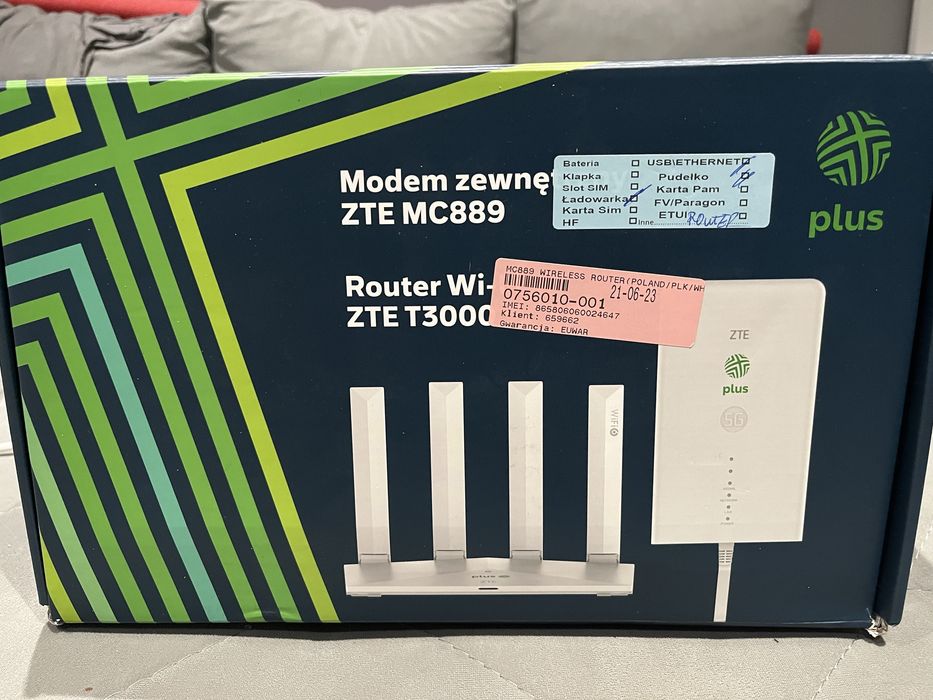 Modem zewnę
ZTE MC889
Bateria
Klapka
Slot SIM
Ładowarka
Karta Sim
HF
USB\ETHERNET
Pudełko
Karta Pam
FV/Paragon
ETUI
Inne....... ROUTER
plus
Router Wi-
ZTE T3000
MC889 WIRELESS ROUTER(POLAND/PLK/WH
0756010-001 21-06-23
IMEI: 865806060024647
Klient: 659662
Gwarancja: EUWAR
ZTE
plus
5G
WiFi
plus
ZTE